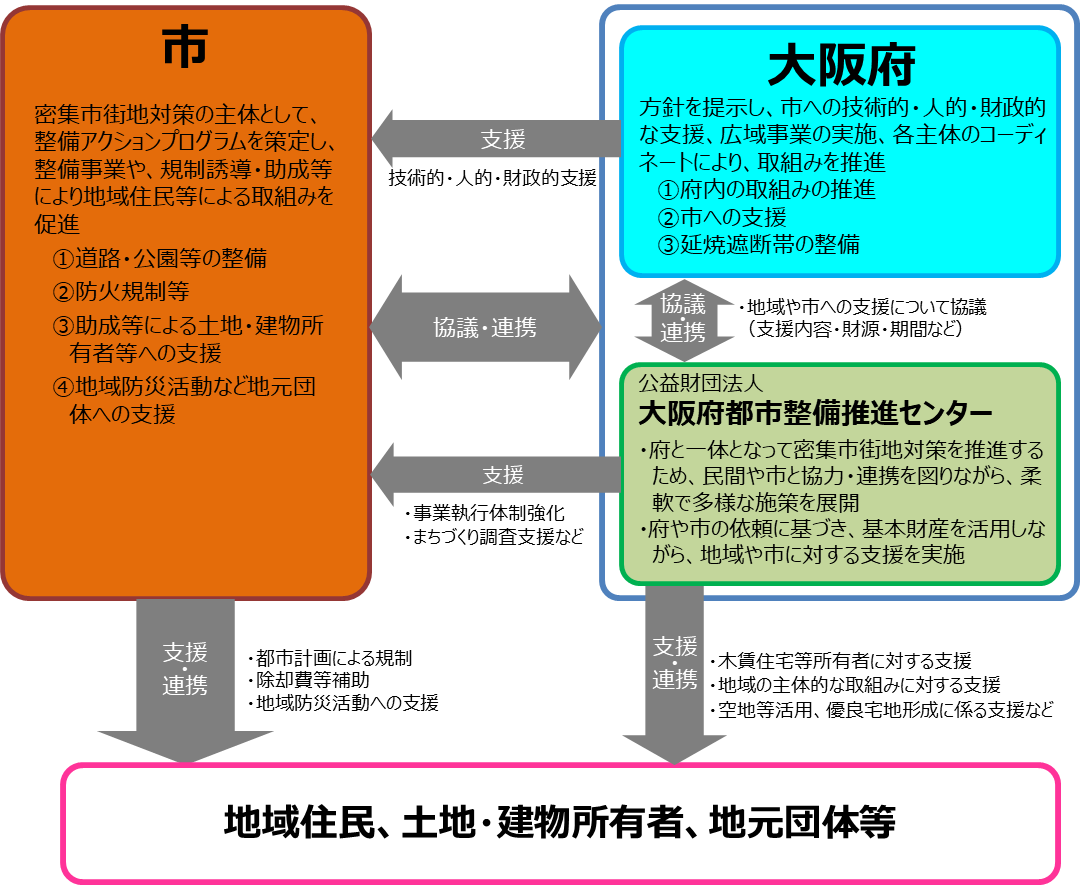 市
密集市街地対策の主体として、
整備アクションプログラムを策定し、
整備事業や、規制誘導・助成等
により地域住民等による取組みを
促進
①道路・公園等の整備
②防火規制等
③助成等による土地・建物所
有者等への支援
④地域防災活動など地元団
体への支援
支援
技術的・人的・財政的支援
協議・連携
支援
・事業執行体制強化
・まちづくり調査支援など
大阪府
方針を提示し、市への技術的・人的・財政的
な支援、広域事業の実施、各主体のコーディ
ネートにより、取組みを推進
①府内の取組みの推進
②市への支援
③延焼遮断帯の整備
協議
・
連携
・地域や市への支援について協議
（支援内容・財源・期間など）
公益財団法人
大阪府都市整備推進センター
・府と一体となって密集市街地対策を推進する
ため、民間や市と協力・連携を図りながら、柔
軟で多様な施策を展開
・府や市の依頼に基づき、基本財産を活用しな
がら、地域や市に対する支援を実施
支援
・
連携
・都市計画による規制
・除却費等補助
・地域防災活動への支援
支援
・
連携
・木賃住宅等所有者に対する支援
・地域の主体的な取組みに対する支援
・空地等活用、優良宅地形成に係る支援など
地域住民、土地・建物所有者、地元団体等